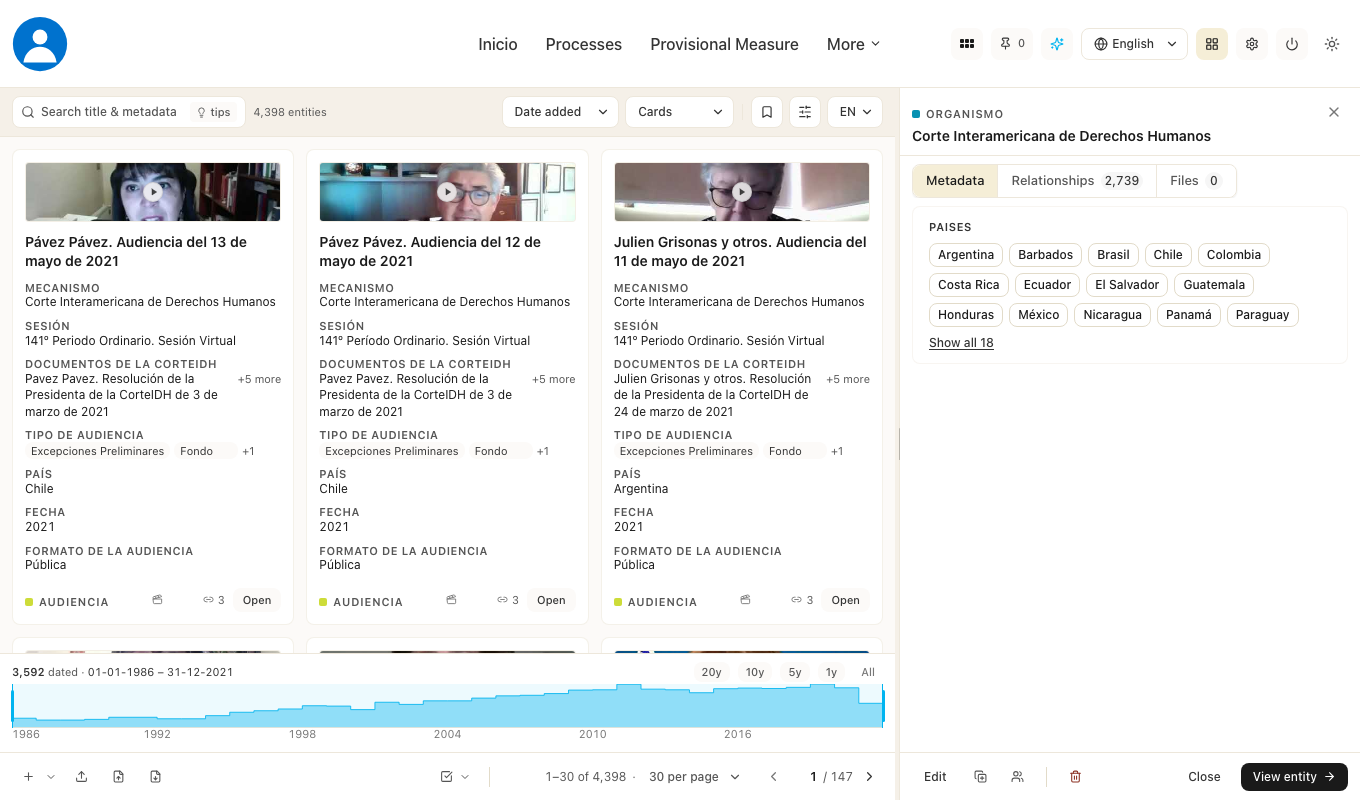 Inicio Processes Provisional Measure More 0 English
Search title & metadata tips 4,398 entities Date added Cards EN
Pávez Pávez. Audiencia del 13 de mayo de 2021
MECANISMO
Corte Interamericana de Derechos Humanos
SESIÓN
141° Periodo Ordinario. Sesión Virtual
DOCUMENTOS DE LA CORTEIDH
Pavez Pavez. Resolución de la +5 more
Presidenta de la CorteIDH de 3 de
marzo de 2021
TIPO DE AUDIENCIA
Excepciones Preliminares Fondo +1
PAÍS
Chile
FECHA
2021
FORMATO DE LA AUDIENCIA
Pública
AUDIENCIA 3 Open
Pávez Pávez. Audiencia del 12 de mayo de 2021
MECANISMO
Corte Interamericana de Derechos Humanos
SESIÓN
141° Período Ordinario. Sesión Virtual
DOCUMENTOS DE LA CORTEIDH
Pavez Pavez. Resolución de la +5 more
Presidenta de la CorteIDH de 3 de
marzo de 2021
TIPO DE AUDIENCIA
Excepciones Preliminares Fondo +1
PAÍS
Chile
FECHA
2021
FORMATO DE LA AUDIENCIA
Pública
AUDIENCIA 3 Open
Julien Grisonas y otros. Audiencia del 11 de mayo de 2021
MECANISMO
Corte Interamericana de Derechos Humanos
SESIÓN
141° Periodo Ordinario. Sesión Virtual
DOCUMENTOS DE LA CORTEIDH
Julien Grisonas y otros. Resolución +5 more
de la Presidenta de la CorteIDH de
24 de marzo de 2021
TIPO DE AUDIENCIA
Excepciones Preliminares Fondo +1
PAÍS
Argentina
FECHA
2021
FORMATO DE LA AUDIENCIA
Pública
AUDIENCIA 3 Open
3,592 dated · 01-01-1986 – 31-12-2021 20y 10y 5y 1y All
1986 1992 1998 2004 2010 2016
1–30 of 4,398 · 30 per page 1 / 147
ORGANISMO
Corte Interamericana de Derechos Humanos
Metadata Relationships 2,739 Files 0
PAISES
Argentina Barbados Brasil Chile Colombia
Costa Rica Ecuador El Salvador Guatemala
Honduras México Nicaragua Panamá Paraguay
Show all 18
Edit Close View entity